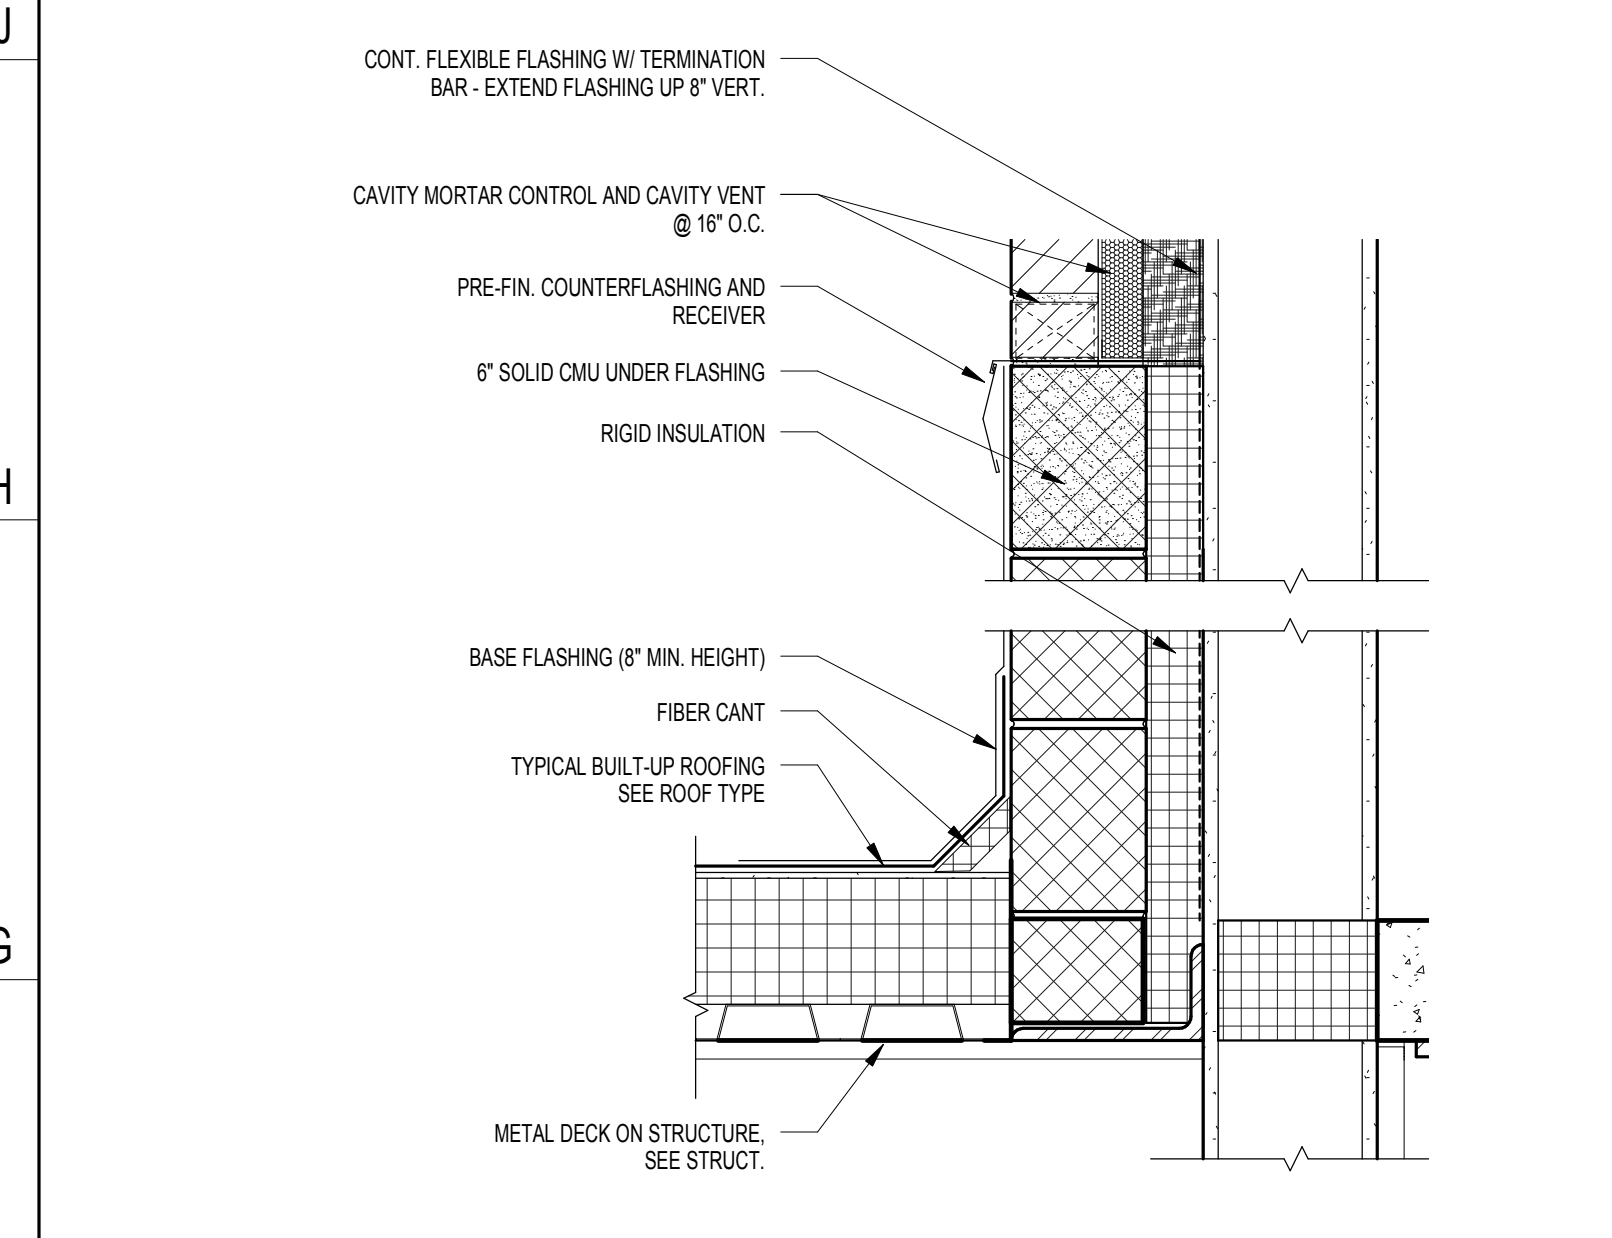 J
CONT. FLEXIBLE FLASHING W/ TERMINATION
BAR - EXTEND FLASHING UP 8" VERT.
CAVITY MORTAR CONTROL AND CAVITY VENT
@ 16" O.C.
PRE-FIN. COUNTERFLASHING AND
RECEIVER
6" SOLID CMU UNDER FLASHING
RIGID INSULATION
H
BASE FLASHING (8" MIN. HEIGHT)
FIBER CANT
TYPICAL BUILT-UP ROOFING
SEE ROOF TYPE
G
METAL DECK ON STRUCTURE,
SEE STRUCT.